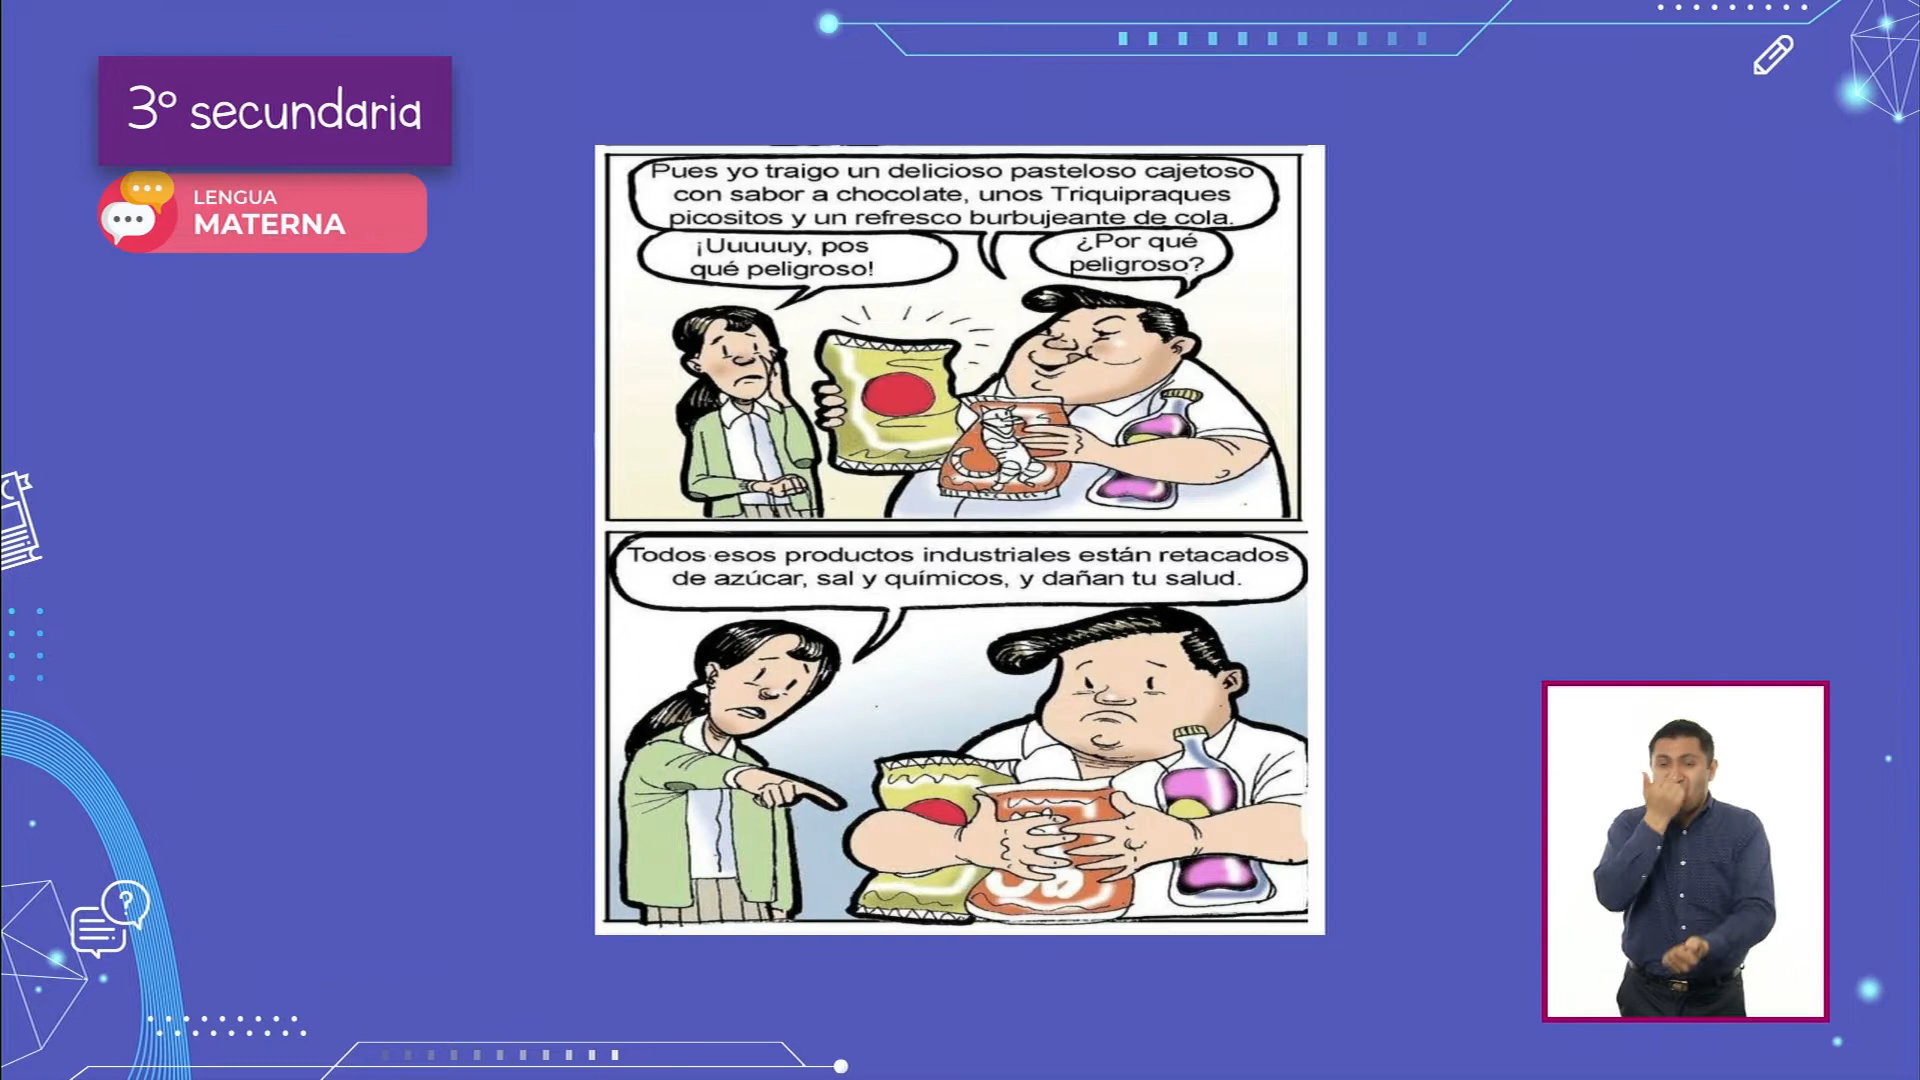 3° secundaria
LENGUA
MATERNA
Pues yo traigo un delicioso pasteloso cajetoso
con sabor a chocolate, unos Triquipraques
picositos y un refresco burbujeante de cola.
¡Uuuuuy, pos
qué peligroso!
¿Por qué
peligroso?
Todos esos productos industriales están retacados
de azúcar, sal y químicos, y dañan tu salud.